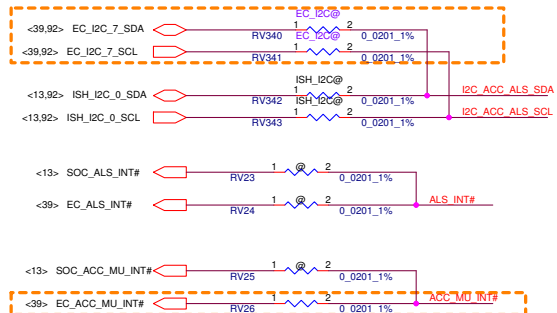 EC_I2C@
<39,92> EC_I2C_7_SDA 1 2
RV340 EC_I2C@ 0_0201_1%
<39,92> EC_I2C_7_SCL 1 2
RV341 0_0201_1%
ISH_I2C@
I2C_ACC_ALS_SDA
<13,92> ISH_I2C_0_SDA 1 2
RV342 ISH_I2C@ 0_0201_1%
I2C_ACC_ALS_SCL
<13,92> ISH_I2C_0_SCL 1 2
RV343 0_0201_1%
<13> SOC_ALS_INT# 1 @ 2
RV23 0_0201_1%
<39> EC_ALS_INT# 1 @ 2 ALS_INT#
RV24 0_0201_1%
<13> SOC_ACC_MU_INT# 1 @ 2
RV25 0_0201_1%
<39> EC_ACC_MU_INT# 1 2 ACC_MU_INT#
RV26 0_0201_1%